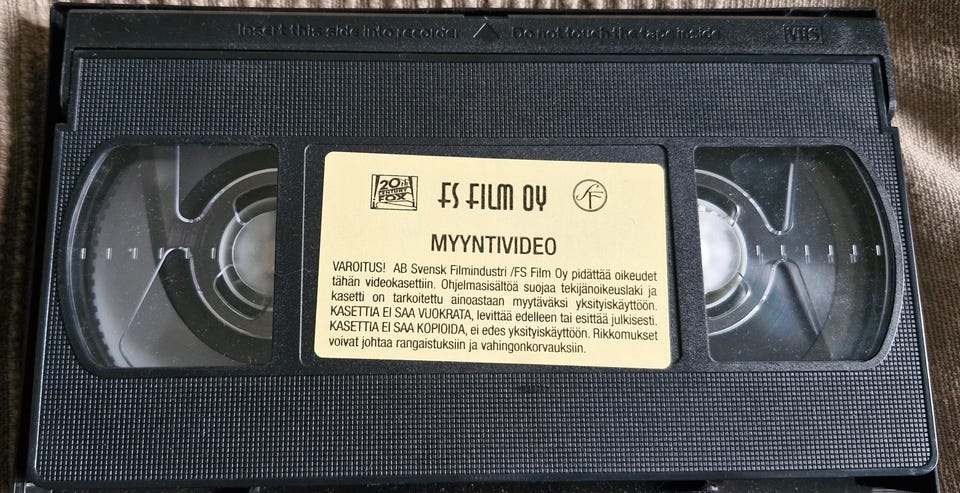 Insert this side into recorder Do not touch the tape inside VHS
20th CENTURY FOX FS FILM OY SF
MYYNTIVIDEO
VAROITUS! AB Svensk Filmindustri /FS Film Oy pidättää oikeudet
tähän videokasettiin. Ohjelmasisältöä suojaa tekijänoikeuslaki ja
kasetti on tarkoitettu ainoastaan myytäväksi yksityiskäyttöön.
KASETTIA EI SAA VUOKRATA, levittää edelleen tai esittää julkisesti.
KASETTIA EI SAA KOPIOIDA, ei edes yksityiskäyttöön. Rikkomukset
voivat johtaa rangaistuksiin ja vahingonkorvauksiin.